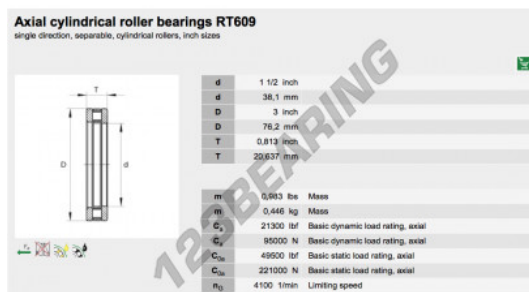 Axial cylindrical roller bearings RT609
single direction, separable, cylindrical rollers, inch sizes
T
D
d
d 1 1/2 inch
d 38,1 mm
D 3 inch
D 76,2 mm
T 0,813 inch
T 20,637 mm
m 0,983 lbs Mass
m 0,446 kg Mass
Ca 21300 lbf Basic dynamic load rating, axial
Ca 95000 N Basic dynamic load rating, axial
C0a 49600 lbf Basic static load rating, axial
C0a 221000 N Basic static load rating, axial
nG 4100 1/min Limiting speed
123BEARING